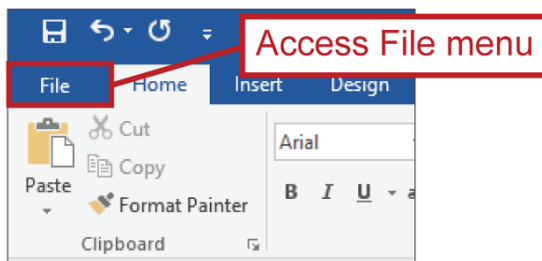 Access File menu
File Home Insert Design
Cut
Arial
Copy
Paste
B I U
Format Painter
Clipboard